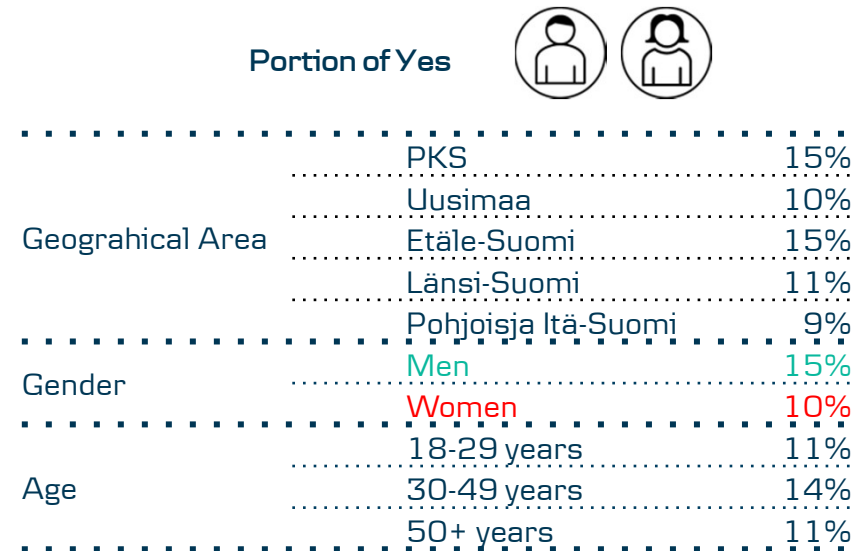 Portion of Yes
PKS 15%
Uusimaa 10%
Geograhical Area Etäle-Suomi 15%
Länsi-Suomi 11%
Pohjoisja Itä-Suomi 9%
Gender
Men 15%
Women 10%
18-29 years 11%
Age 30-49 years 14%
50+ years 11%